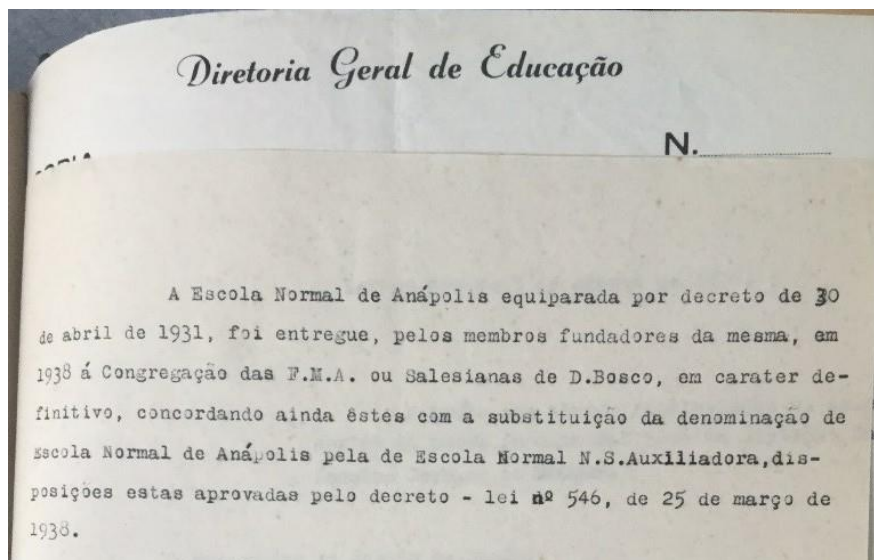 Diretoria Geral de Educação
N.
A Escola Normal de Anápolis equiparada por decreto de 30
de abril de 1931, foi entregue, pelos membros fundadores da mesma, em
1938 á Congregação das F.M.A. ou Salesianas de D.Bosco, em carater de-
finitivo, concordando ainda êstes com a substituição da denominação de
Escola Normal de Anápolis pela de Escola Normal N.S.Auxiliadora,dis-
posições estas aprovadas pelo decreto - lei nº 546, de 25 de março de
1938.